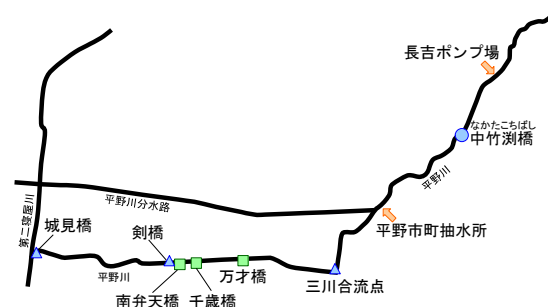 長吉ポンプ場
なかたこちばし
中竹渕橋
平野川
平野川分水路
平野市町抽水所
第二寝屋川
城見橋
剣橋
平野川
万才橋
三川合流点
南弁天橋
千歳橋